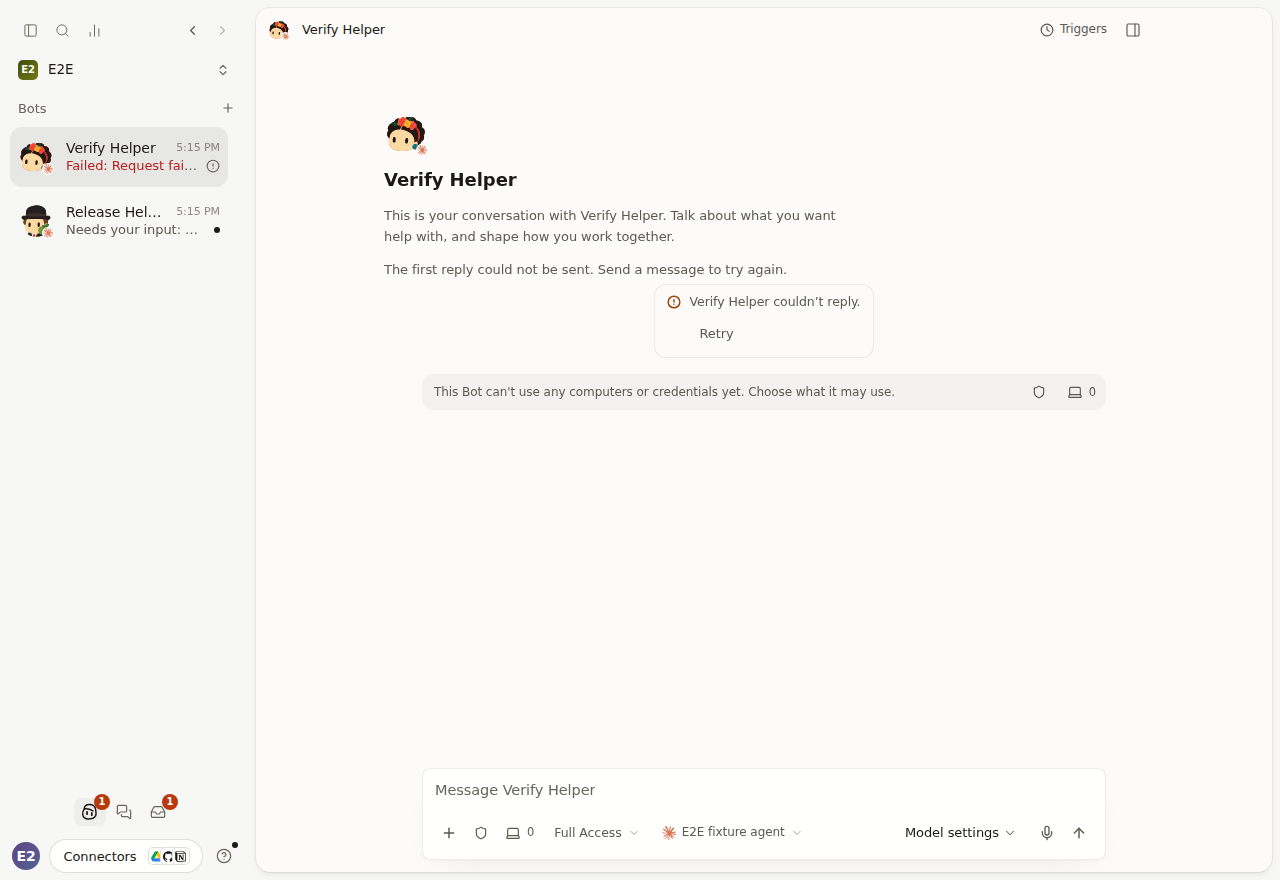 E2 E2E
Bots
Verify Helper 5:15 PM
Failed: Request fai...
Release Hel... 5:15 PM
Needs your input: ...
1 1
E2 Connectors
Verify Helper
Triggers
Verify Helper
This is your conversation with Verify Helper. Talk about what you want
help with, and shape how you work together.
The first reply could not be sent. Send a message to try again.
Verify Helper couldn’t reply.
Retry
This Bot can't use any computers or credentials yet. Choose what it may use. 0
Message Verify Helper
0 Full Access E2E fixture agent Model settings